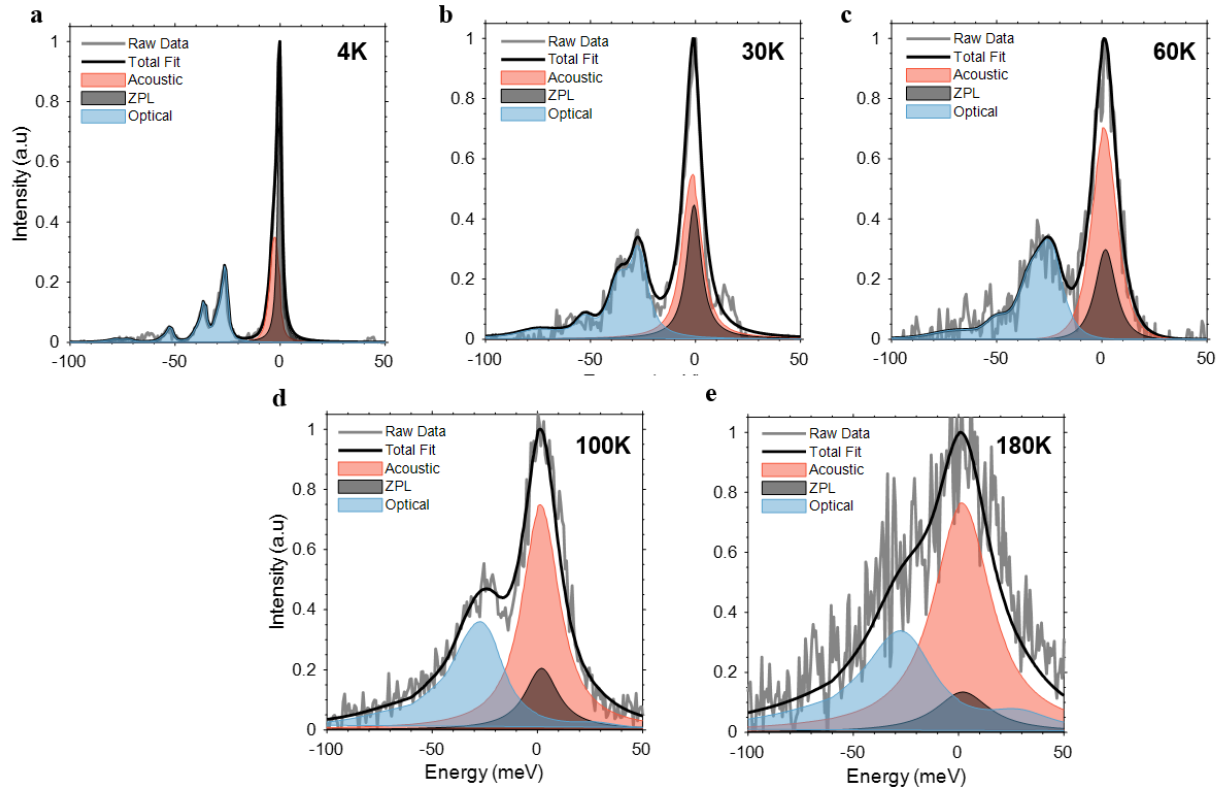 a
Raw Data
Total Fit
Acoustic
ZPL
Optical
4K
Intensity (a.u)
1
0.8
0.6
0.4
0.2
0
-100 -50 0 50
b
Raw Data
Total Fit
Acoustic
ZPL
Optical
30K
1
0.8
0.6
0.4
0.2
0
-100 -50 0 50
c
Raw Data
Total Fit
Acoustic
ZPL
Optical
60K
1
0.8
0.6
0.4
0.2
0
-100 -50 0 50
d
Raw Data
Total Fit
Acoustic
ZPL
Optical
100K
Intensity (a.u)
1
0.8
0.6
0.4
0.2
0
-100 -50 0 50
Energy (meV)
e
Raw Data
Total Fit
Acoustic
ZPL
Optical
180K
1
0.8
0.6
0.4
0.2
0
-100 -50 0 50
Energy (meV)